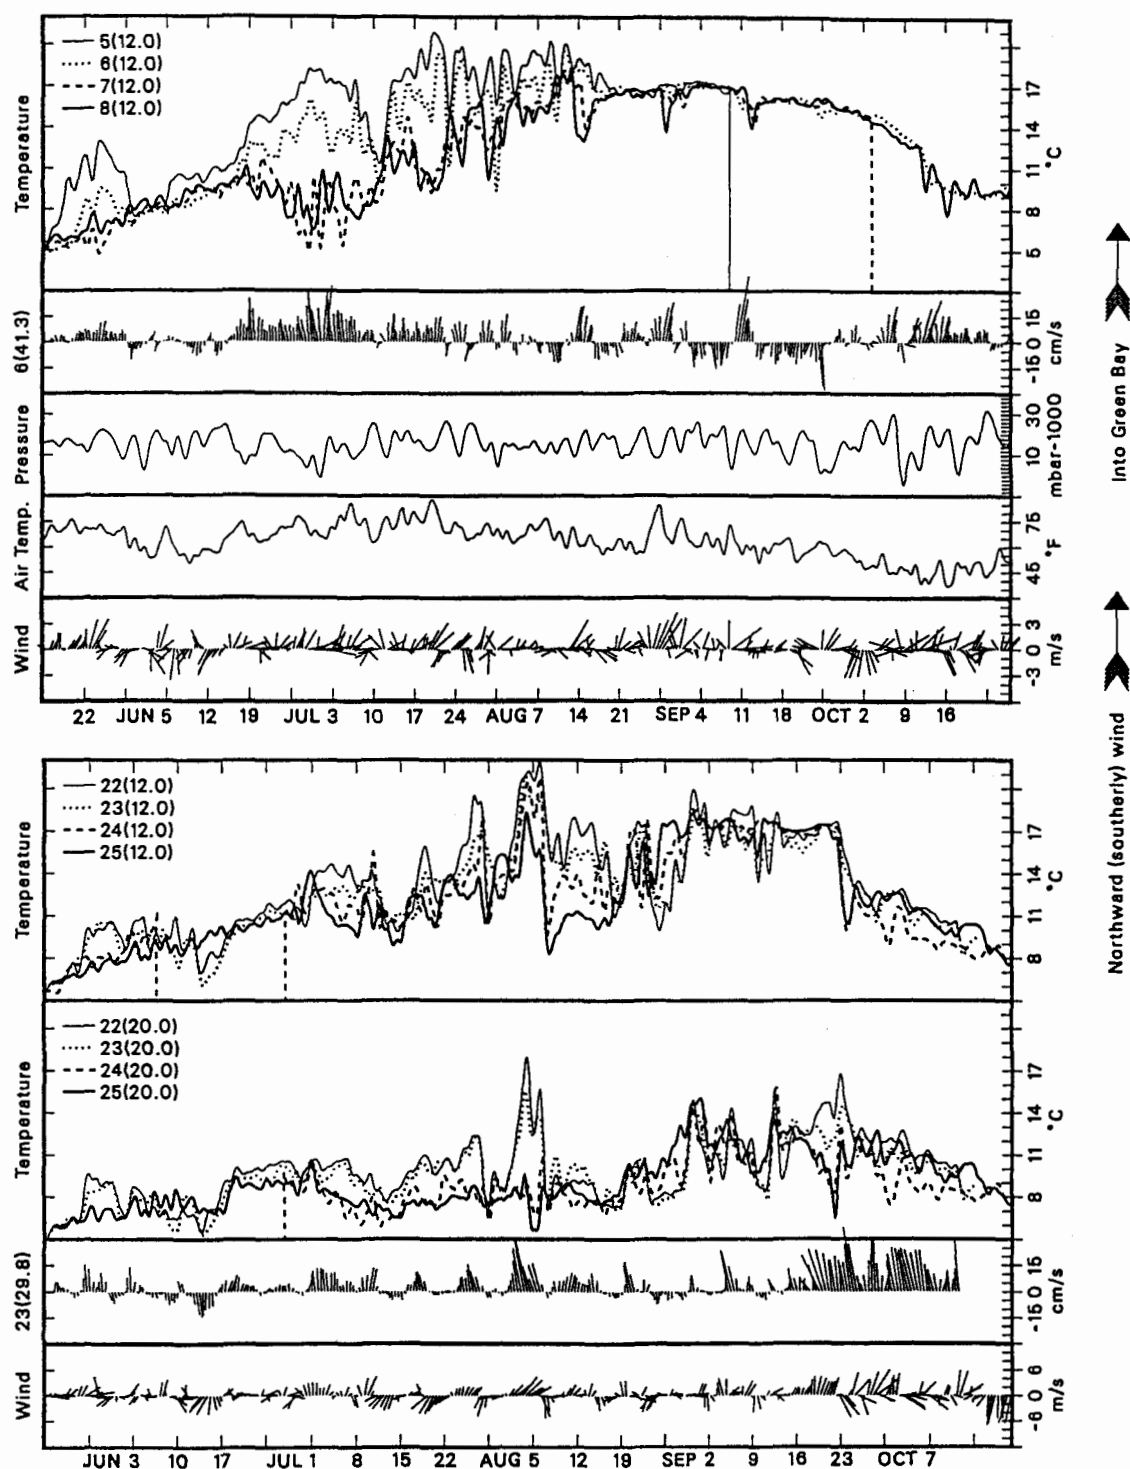 5(12.0)
6(12.0)
7(12.0)
8(12.0)
Temperature
17
14
11
8
5
°C
6(41.3)
15
0
-15
cm/s
Pressure
30
10
mbar-1000
Air Temp.
75
45
°F
Wind
3
0
-3
m/s
22 JUN 5 12 19 JUL 3 10 17 24 AUG 7 14 21 SEP 4 11 18 OCT 2 9 16
Into Green Bay
Northward (southerly) wind
22(12.0)
23(12.0)
24(12.0)
25(12.0)
Temperature
17
14
11
8
°C
22(20.0)
23(20.0)
24(20.0)
25(20.0)
Temperature
17
14
11
8
°C
23(29.8)
15
0
-15
cm/s
Wind
6
0
-6
m/s
JUN 3 10 17 JUL 1 8 15 22 AUG 5 12 19 SEP 2 9 16 23 OCT 7